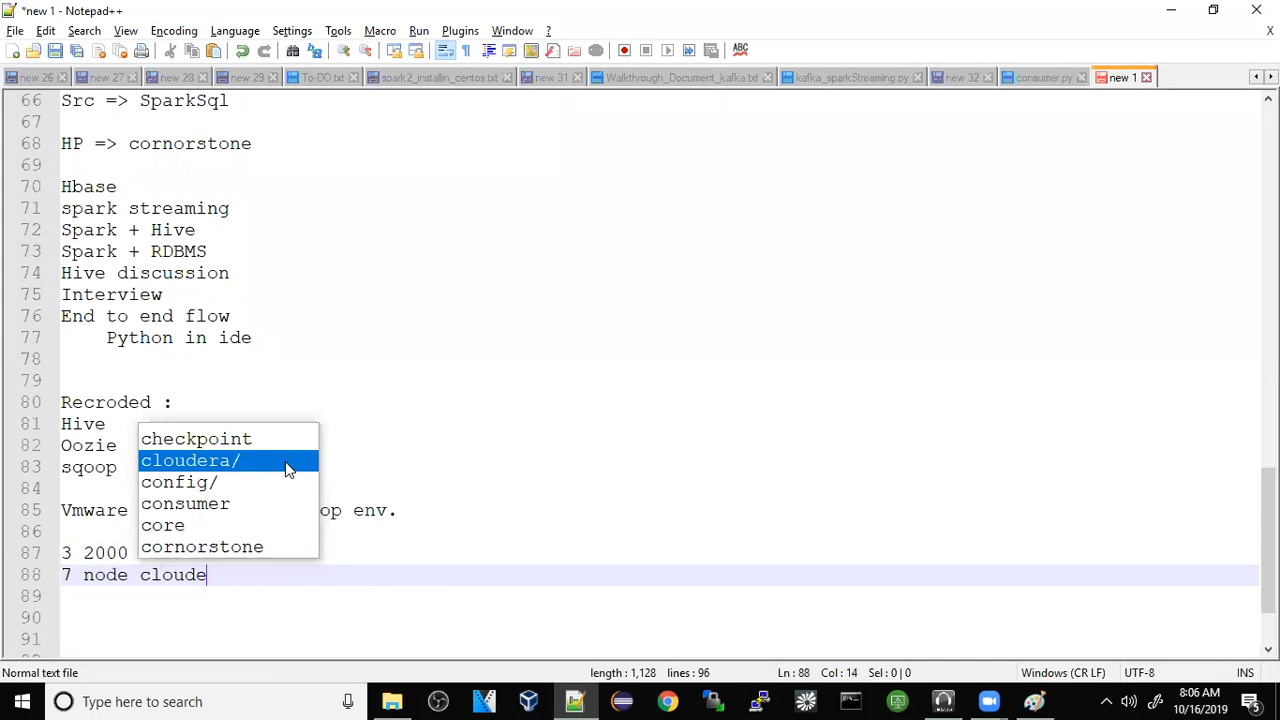 *new 1 - Notepad++
File Edit Search View Encoding Language Settings Tools Macro Run Plugins Window ? X
new 26 new 27 new 28 new 29 To-DO.txt spark2_installin_centos.txt new 31 Walkthrough_Document_kafka.txt kafka_sparkStreaming.py new 32 consumer.py new 1
66 Src => SparkSql
67
68 HP => cornorstone
69
70 Hbase
71 spark streaming
72 Spark + Hive
73 Spark + RDBMS
74 Hive discussion
75 Interview
76 End to end flow
77 Python in ide
78
79
80 Recroded :
81 Hive
82 Oozie
83 sqoop
84
85 Vmware op env.
86
87 3 2000
88 7 node cloude
89
90
91
checkpoint
cloudera/
config/
consumer
core
cornorstone
Normal text file length : 1,128 lines : 96 Ln : 88 Col : 14 Sel : 0 | 0 Windows (CR LF) UTF-8 INS
Type here to search
8:06 AM
10/16/2019
5